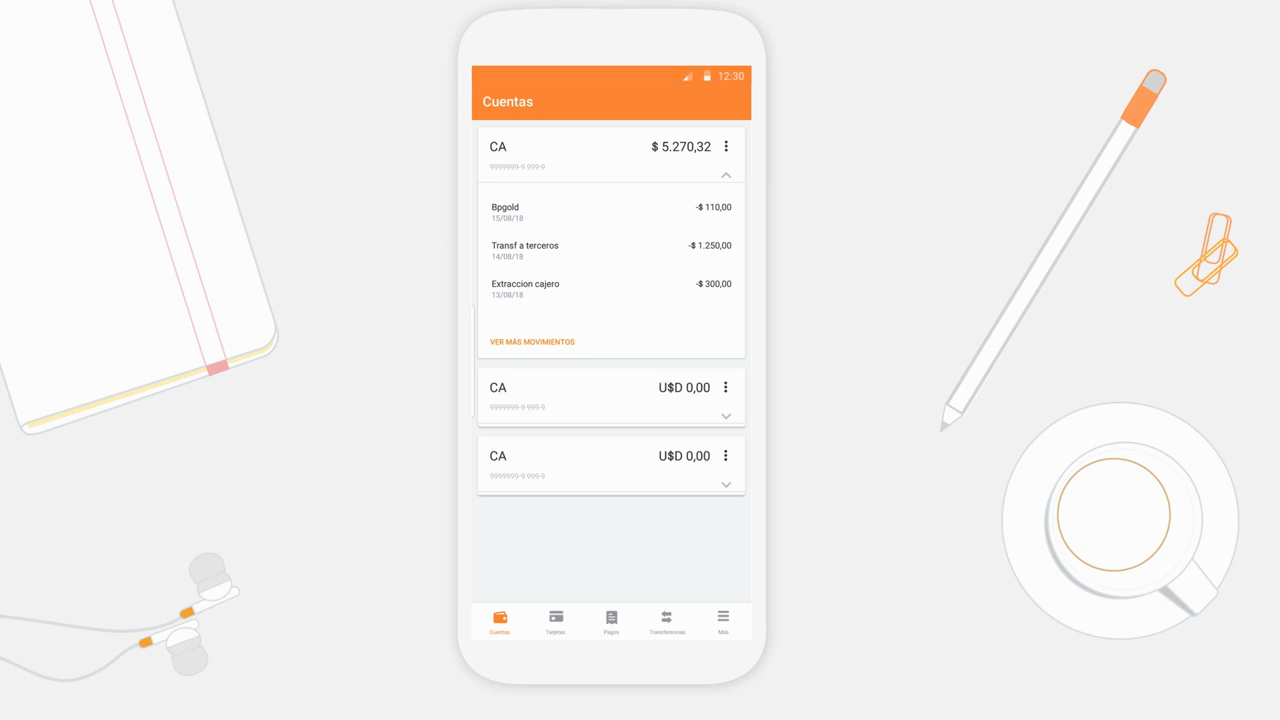 12:30
Cuentas
CA $ 5.270,32
9999999-9 999-9
Bpgold -$ 110,00
15/08/18
Transf a terceros -$ 1.250,00
14/08/18
Extraccion cajero -$ 300,00
13/08/18
VER MÁS MOVIMIENTOS
CA U$D 0,00
9999999-9 999-9
CA U$D 0,00
9999999-9 999-9
Cuentas Tarjetas Pagos Transferencias Más